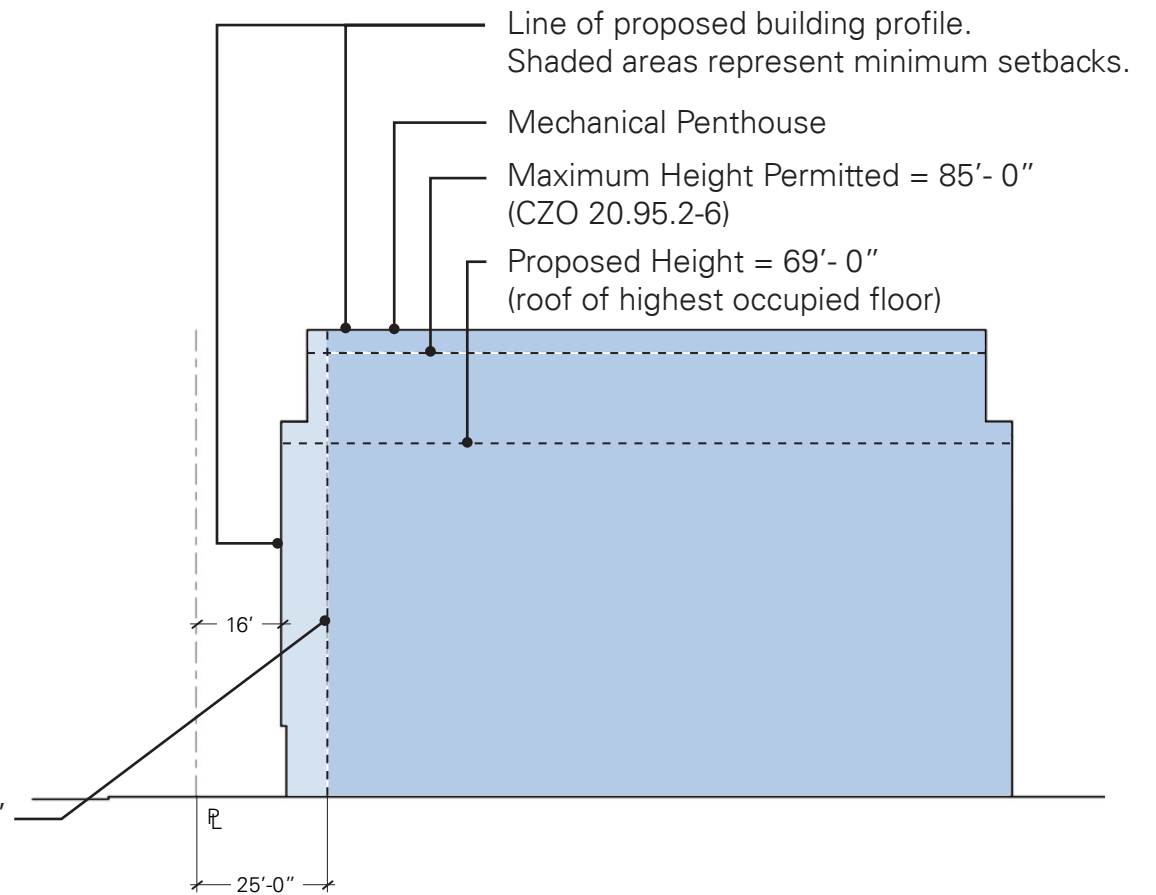 Line of proposed building profile.
Shaded areas represent minimum setbacks.
Mechanical Penthouse
Maximum Height Permitted = 85’- 0”
(CZO 20.95.2-6)
Proposed Height = 69’- 0”
(roof of highest occupied floor)
16’
PL
25’-0”